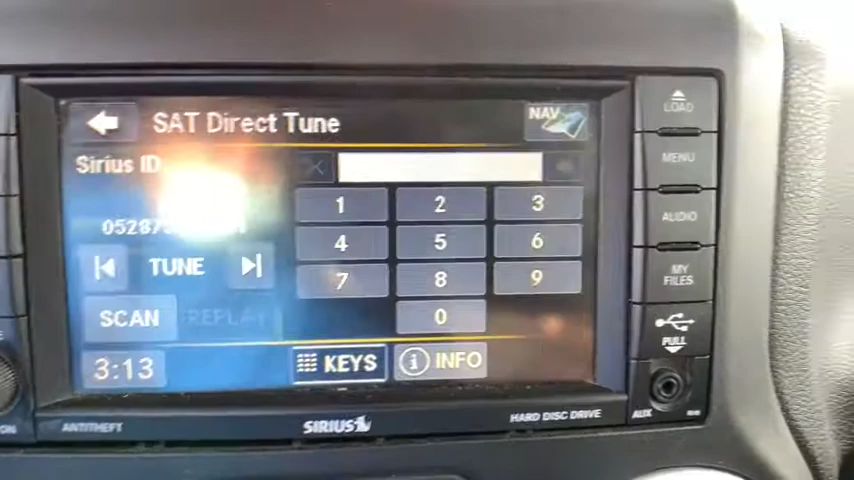 SAT Direct Tune
NAV
Sirius ID
1 2 3
4 5 6
7 8 9
0
TUNE
SCAN
REPLAY
3:13
KEYS
INFO
LOAD
MENU
AUDIO
MY FILES
PULL
AUX
ANTITHEFT
SIRIUS
HARD DISC DRIVE